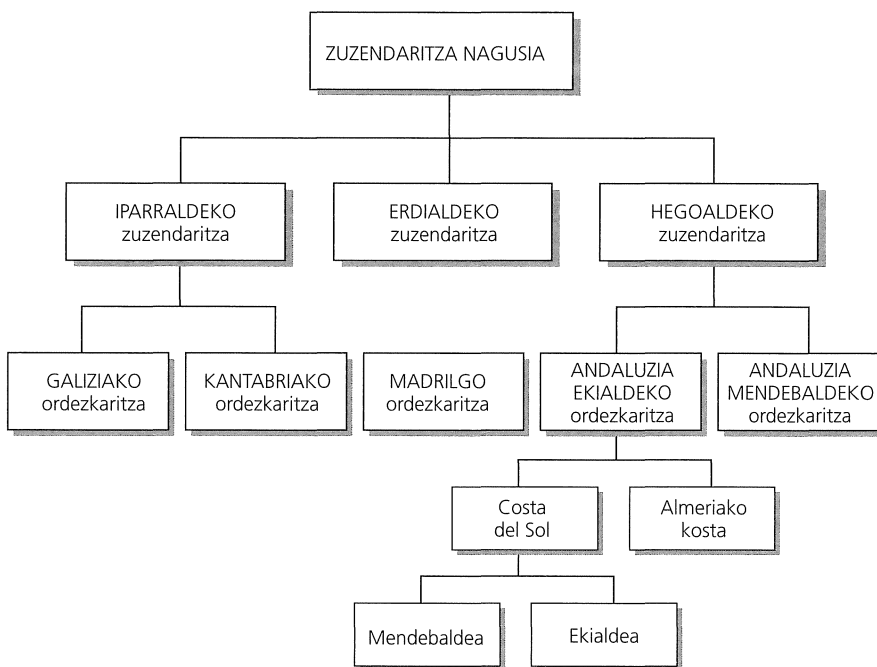 ZUZENDARITZA NAGUSIA
IPARRALDEKO
zuzendaritza
ERDIALDEKO
zuzendaritza
HEGOALDEKO
zuzendaritza
GALIZIAKO
ordezkaritza
KANTABRIAKO
ordezkaritza
MADRILGO
ordezkaritza
ANDALUZIA
EKIALDEKO
ordezkaritza
ANDALUZIA
MENDEBALDEKO
ordezkaritza
Costa
del Sol
Almeriako
kosta
Mendebaldea
Ekialdea